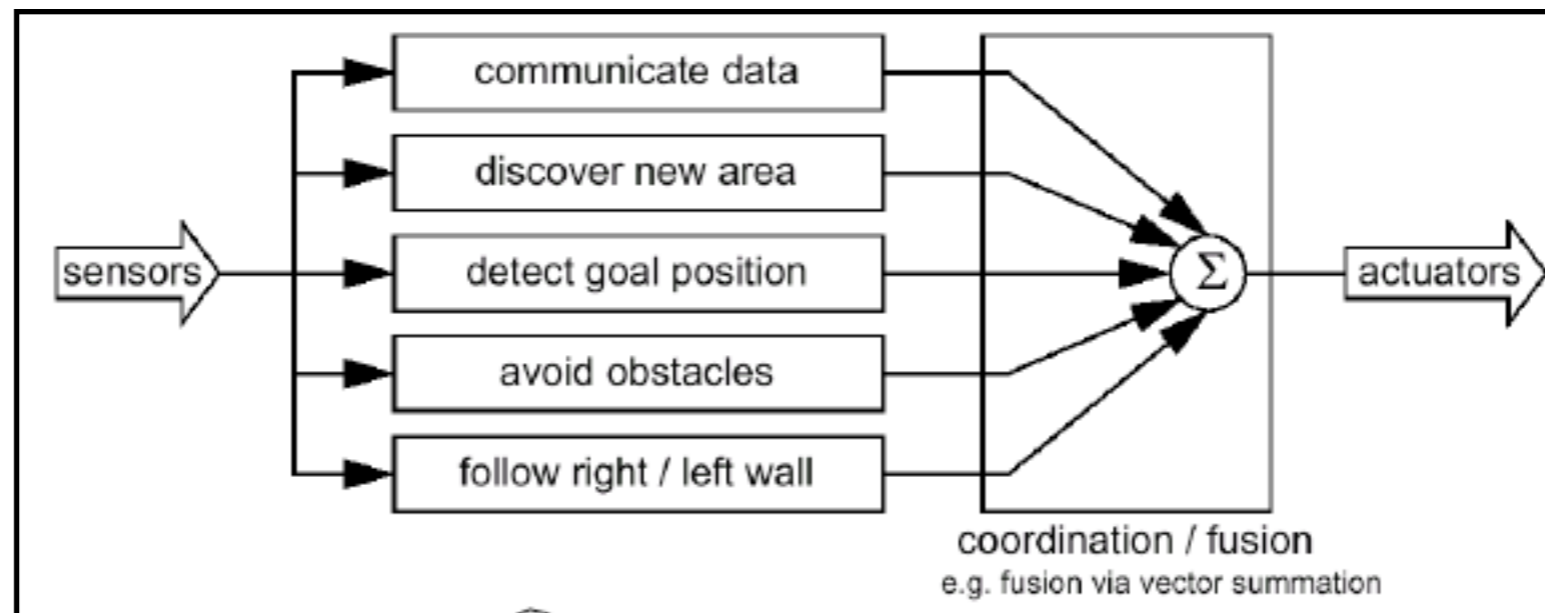 communicate data
discover new area
sensors
detect goal position
Σ
actuators
avoid obstacles
follow right / left wall
coordination / fusion
e.g. fusion via vector summation